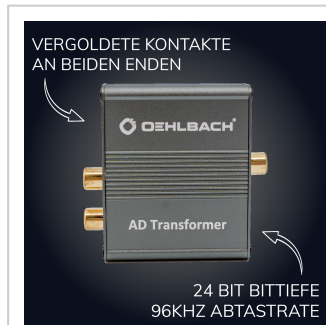 VERGOLDETE KONTAKTE
AN BEIDEN ENDEN
OEHLBACH®
AD Transformer
24 BIT BITTIEFE
96KHZ ABTASTRATE